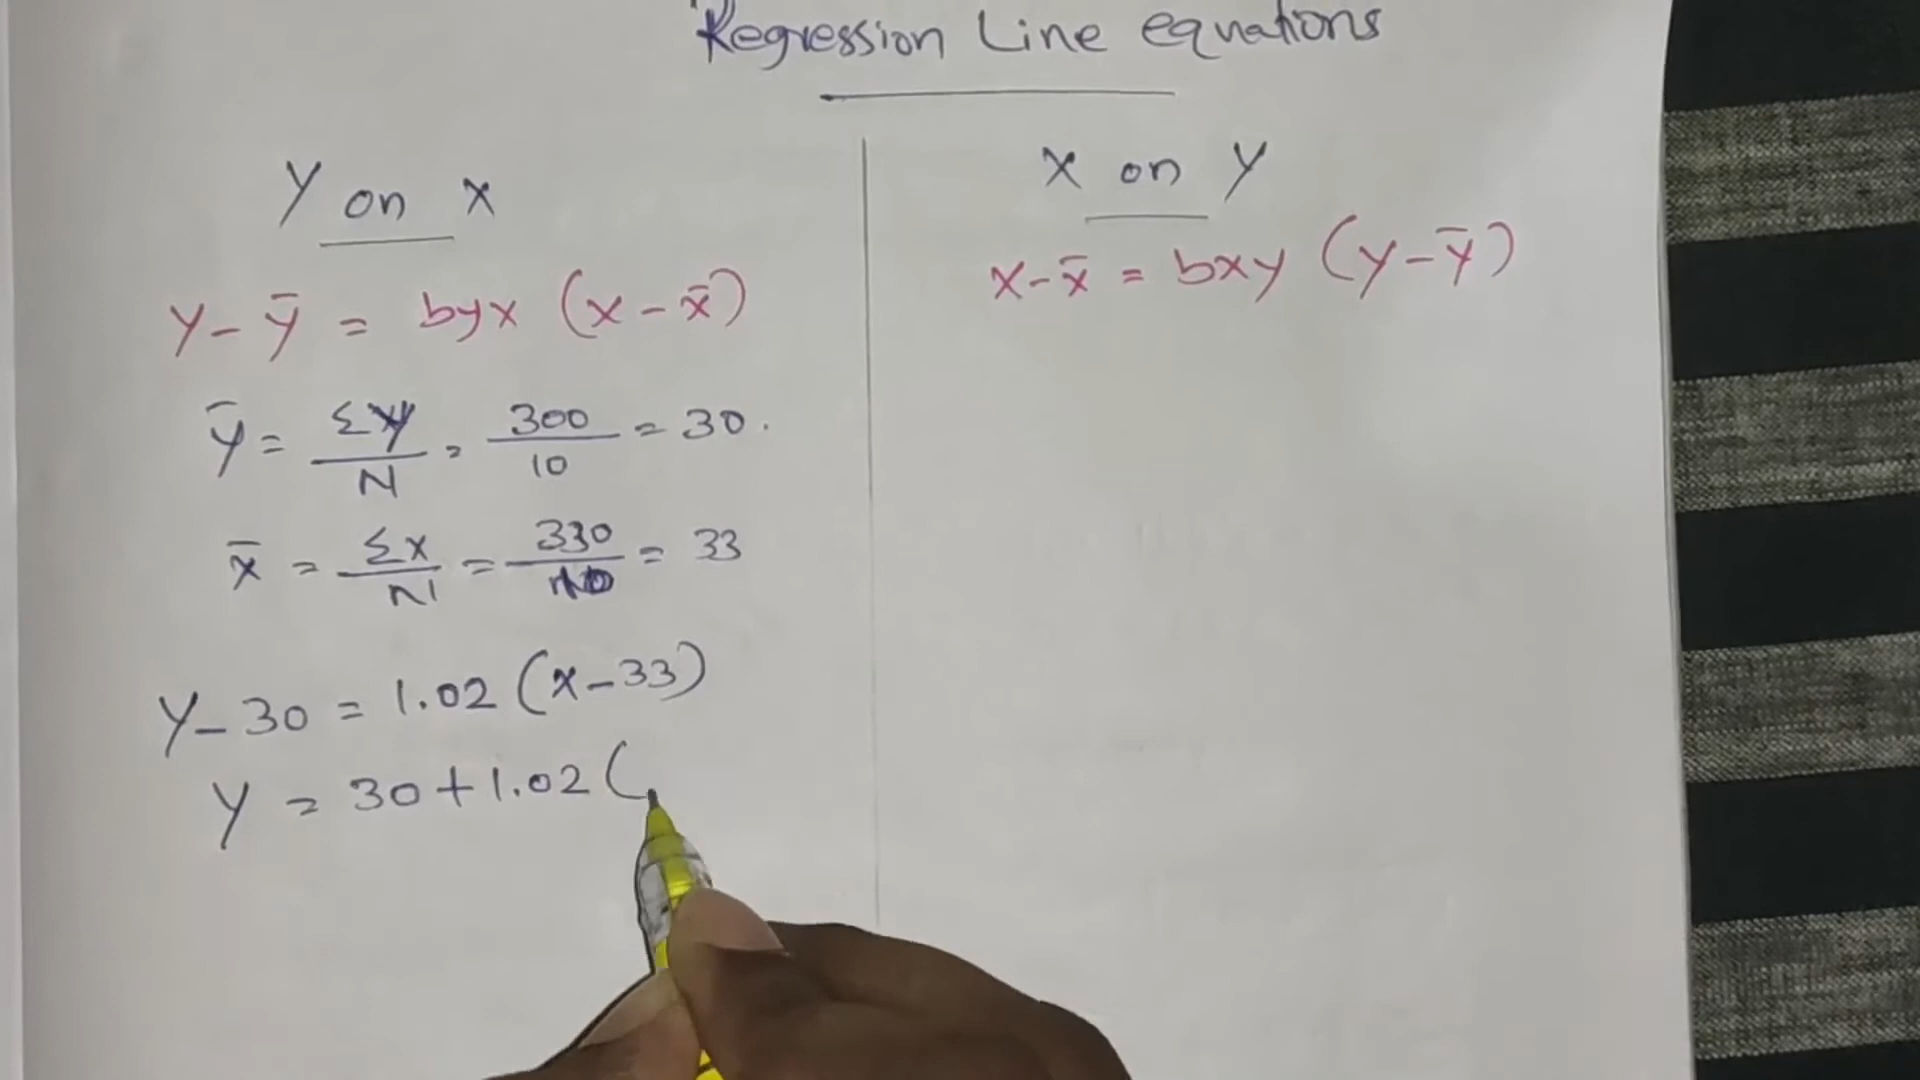 Regression Line equations
Y on x
Y - ȳ = byx (x - x̄)
ȳ = Σy/N = 300/10 = 30.
x̄ = Σx/N = 330/10 = 33
Y - 30 = 1.02 (x - 33)
Y = 30 + 1.02 (
X on Y
X - x̄ = bxy (y - ȳ)